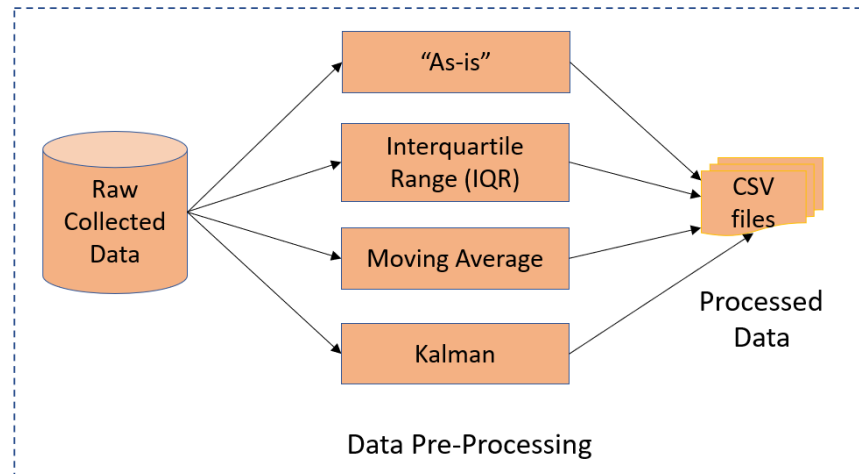 Raw
Collected
Data
“As-is”
Interquartile
Range (IQR)
Moving Average
Kalman
CSV
files
Processed
Data
Data Pre-Processing